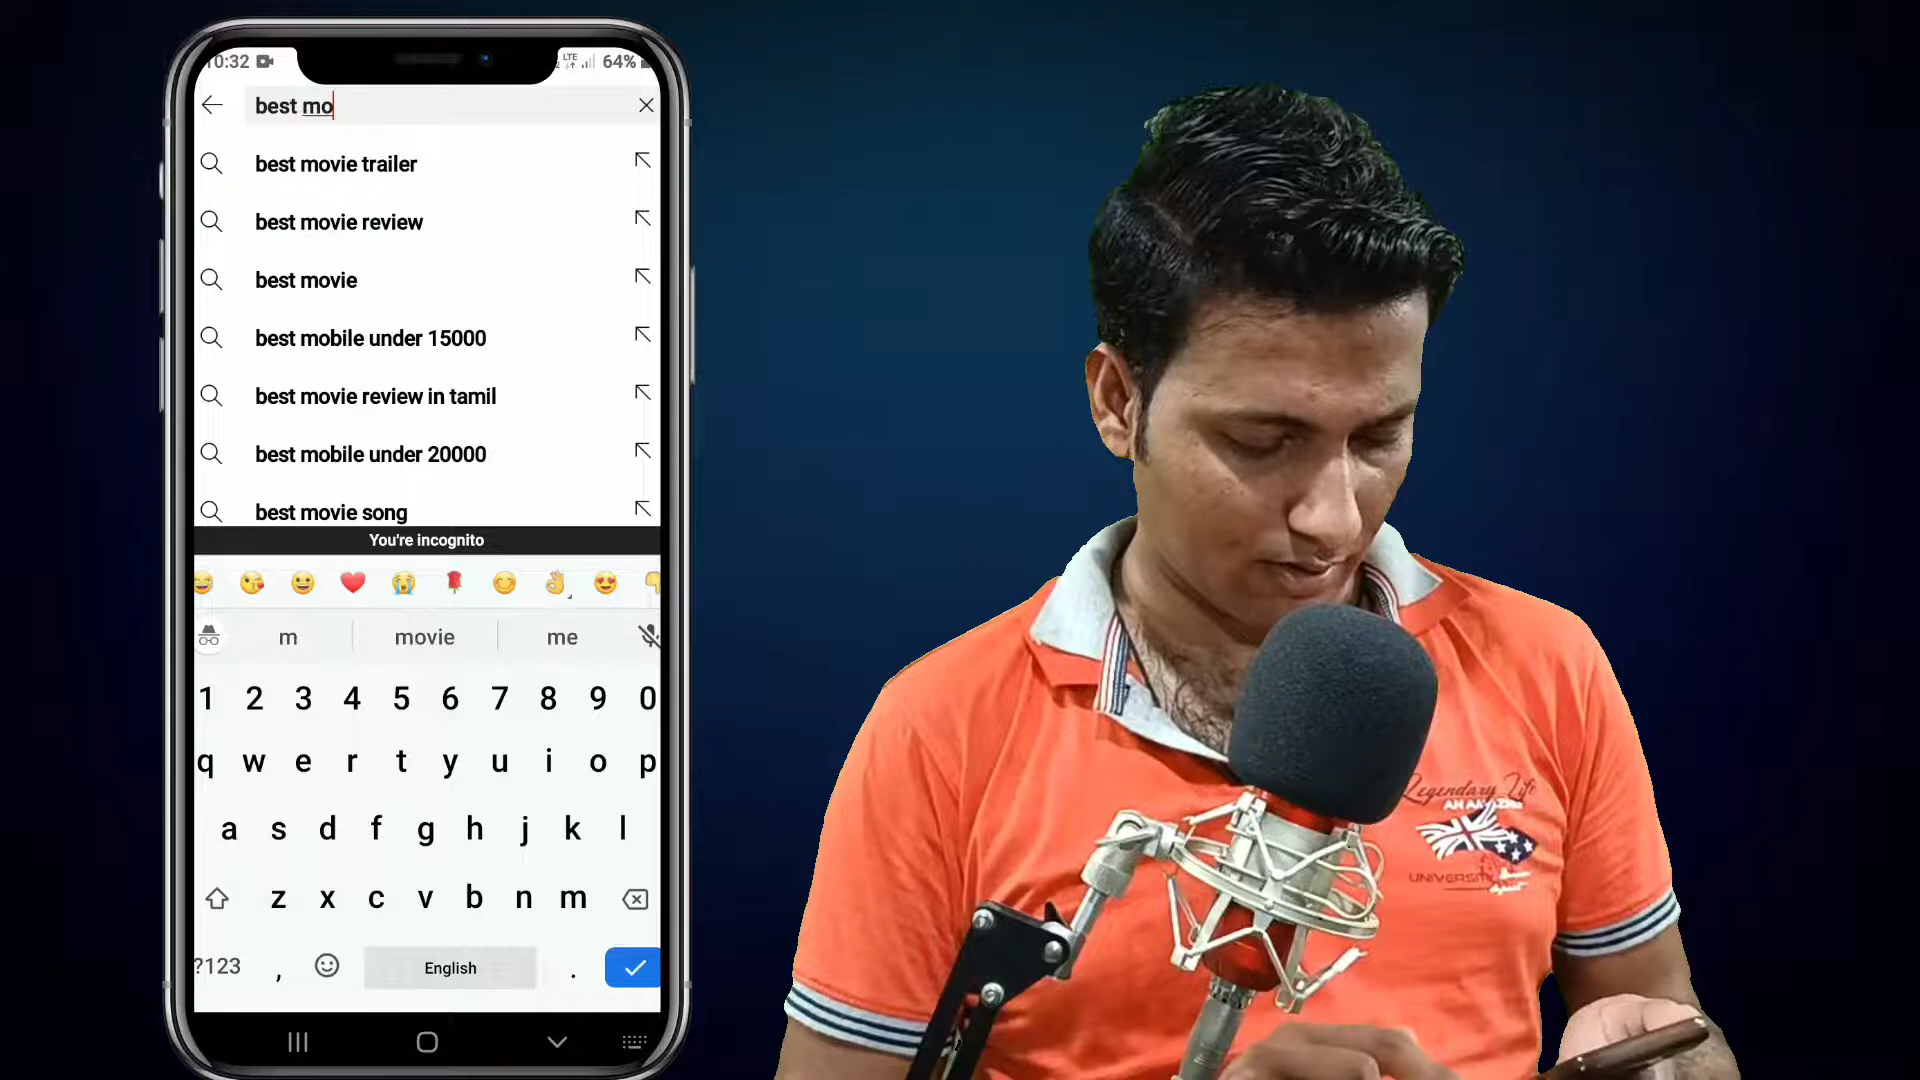 10:32 LTE 64%
best mo
best movie trailer
best movie review
best movie
best mobile under 15000
best movie review in tamil
best mobile under 20000
best movie song
You're incognito
m movie me
1 2 3 4 5 6 7 8 9 0
q w e r t y u i o p
a s d f g h j k l
z x c v b n m
?123 , English .
Legendary Life
UNIVERSITY